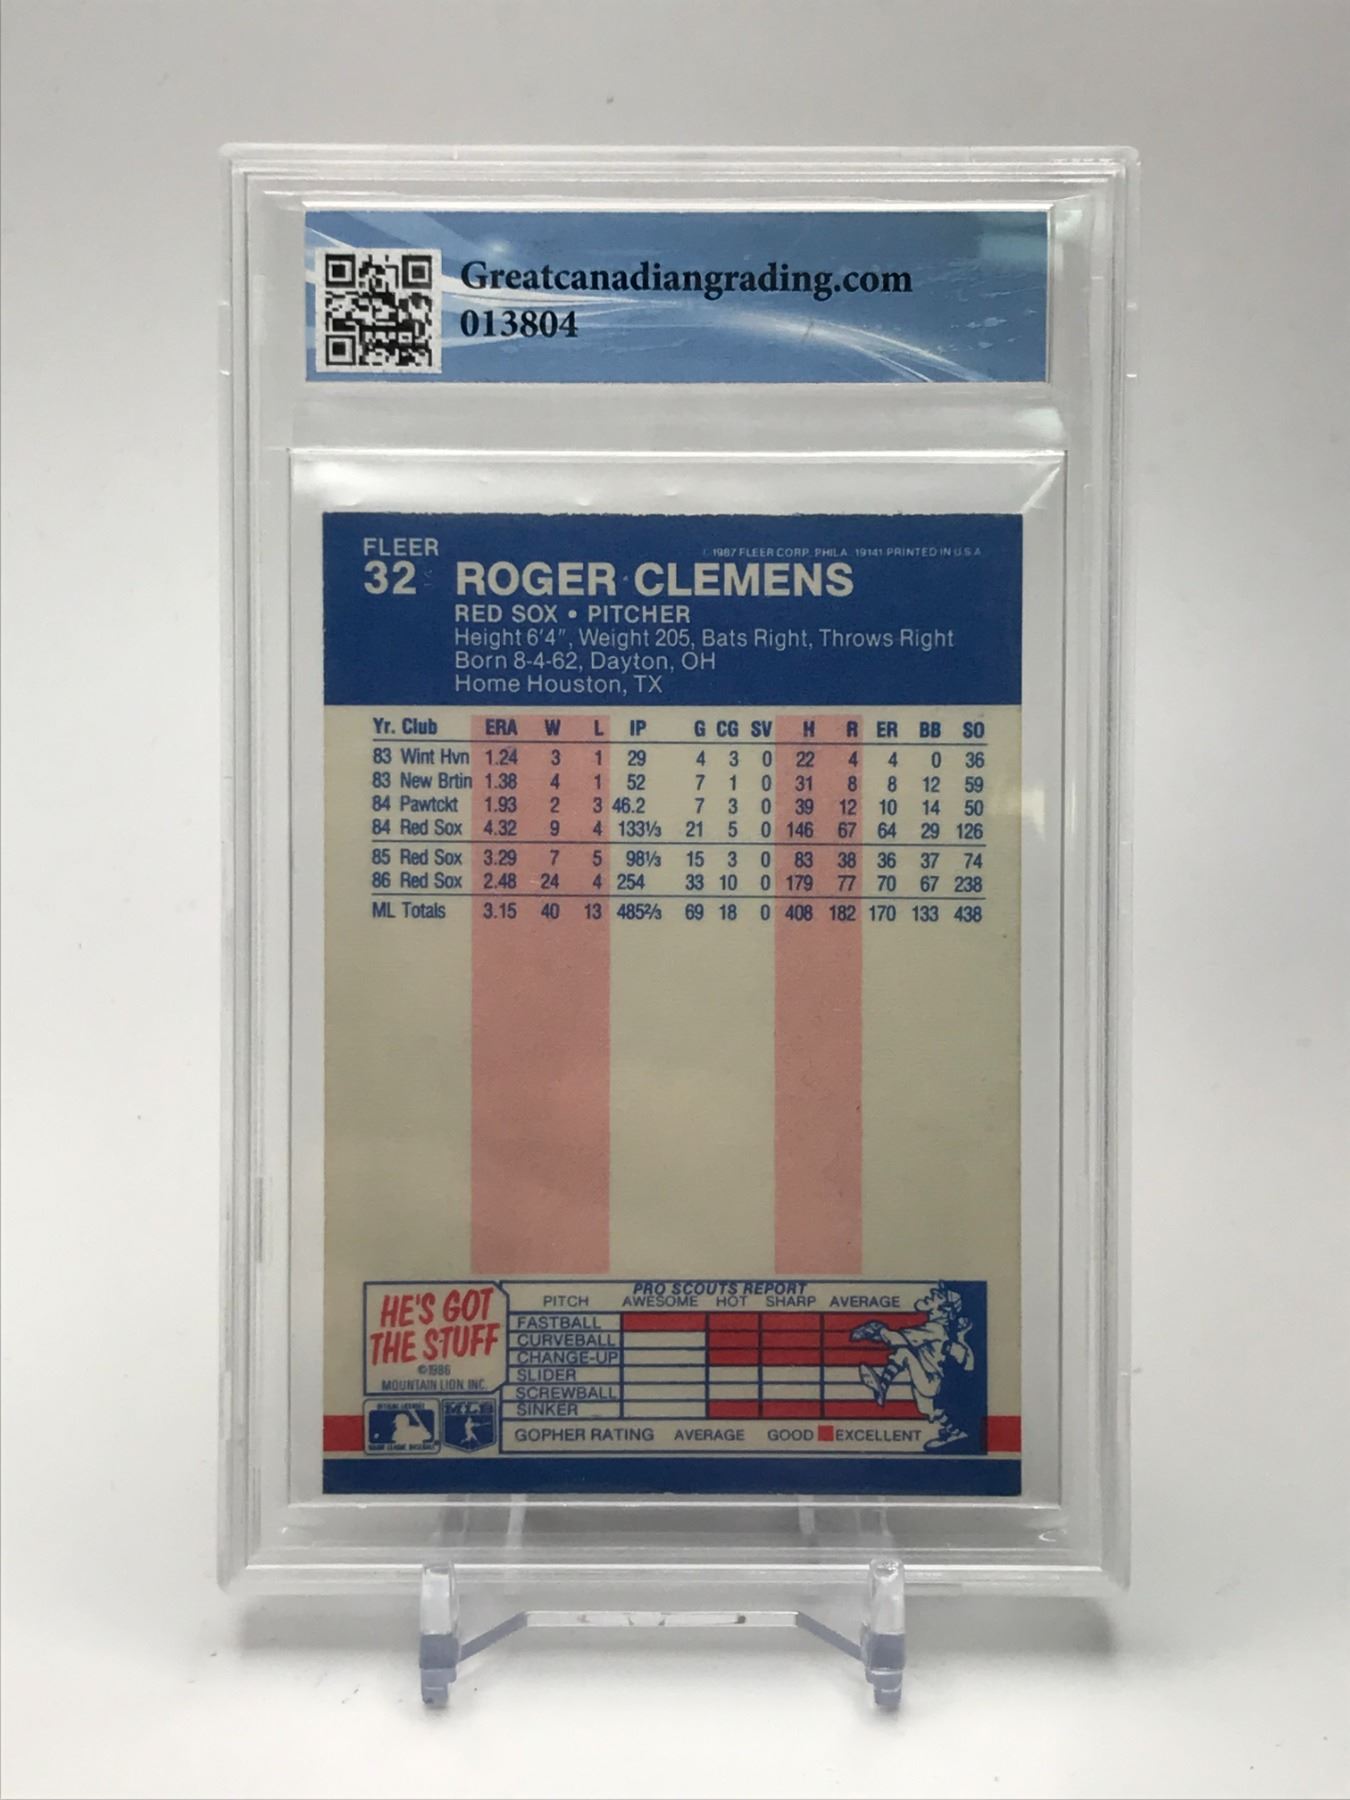 Greatcanadiangrading.com
013804
FLEER
© 1987 FLEER CORP. PHILA. 19141 PRINTED IN U.S.A
32 ROGER CLEMENS
RED SOX • PITCHER
Height 6'4", Weight 205, Bats Right, Throws Right
Born 8-4-62, Dayton, OH
Home Houston, TX
Yr. Club ERA W L IP G CG SV H R ER BB SO
83 Wint Hvn 1.24 3 1 29 4 3 0 22 4 4 0 36
83 New Brtin 1.38 4 1 52 7 1 0 31 8 8 12 59
84 Pawtckt 1.93 2 3 46.2 7 3 0 39 12 10 14 50
84 Red Sox 4.32 9 4 133⅓ 21 5 0 146 67 64 29 126
85 Red Sox 3.29 7 5 98⅓ 15 3 0 83 38 36 37 74
86 Red Sox 2.48 24 4 254 33 10 0 179 77 70 67 238
ML Totals 3.15 40 13 485⅔ 69 18 0 408 182 170 133 438
HE'S GOT
THE STUFF
©1986
MOUNTAIN LION INC.
PRO SCOUTS REPORT
PITCH AWESOME HOT SHARP AVERAGE
FASTBALL
CURVEBALL
CHANGE-UP
SLIDER
SCREWBALL
SINKER
GOPHER RATING AVERAGE GOOD EXCELLENT
MLB